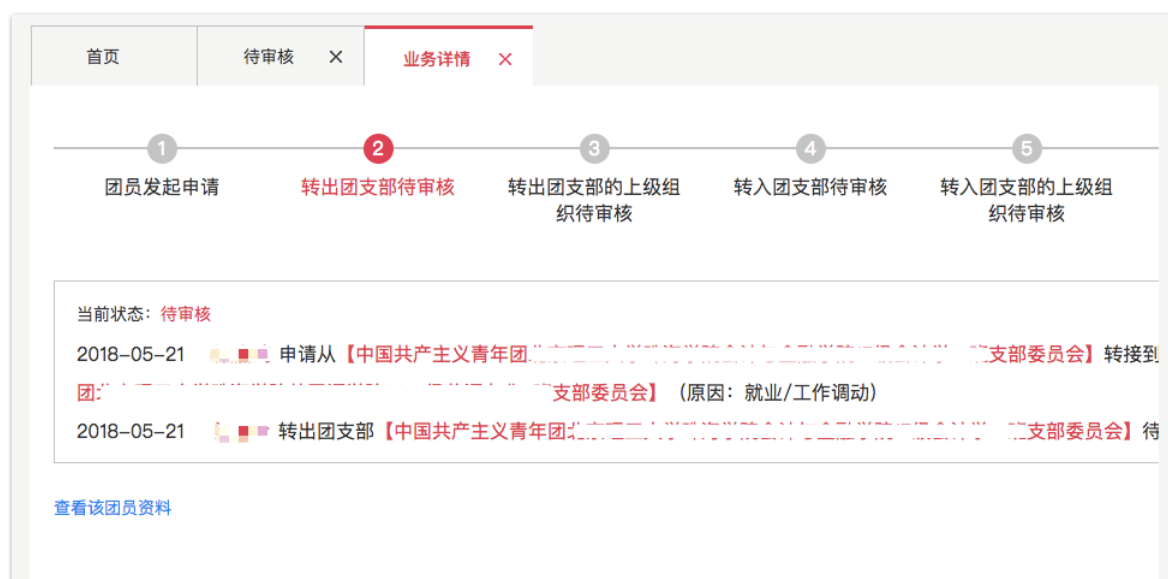 首页
待审核
业务详情
1
2
3
4
5
团员发起申请
转出团支部待审核
转出团支部的上级组
织待审核
转入团支部待审核
转入团支部的上级组
织待审核
当前状态：待审核
2018-05-21 申请从【中国共产主义青年团 支部委员会】转接到
团 支部委员会】（原因：就业/工作调动）
2018-05-21 转出团支部【中国共产主义青年团 支部委员会】待
查看该团员资料